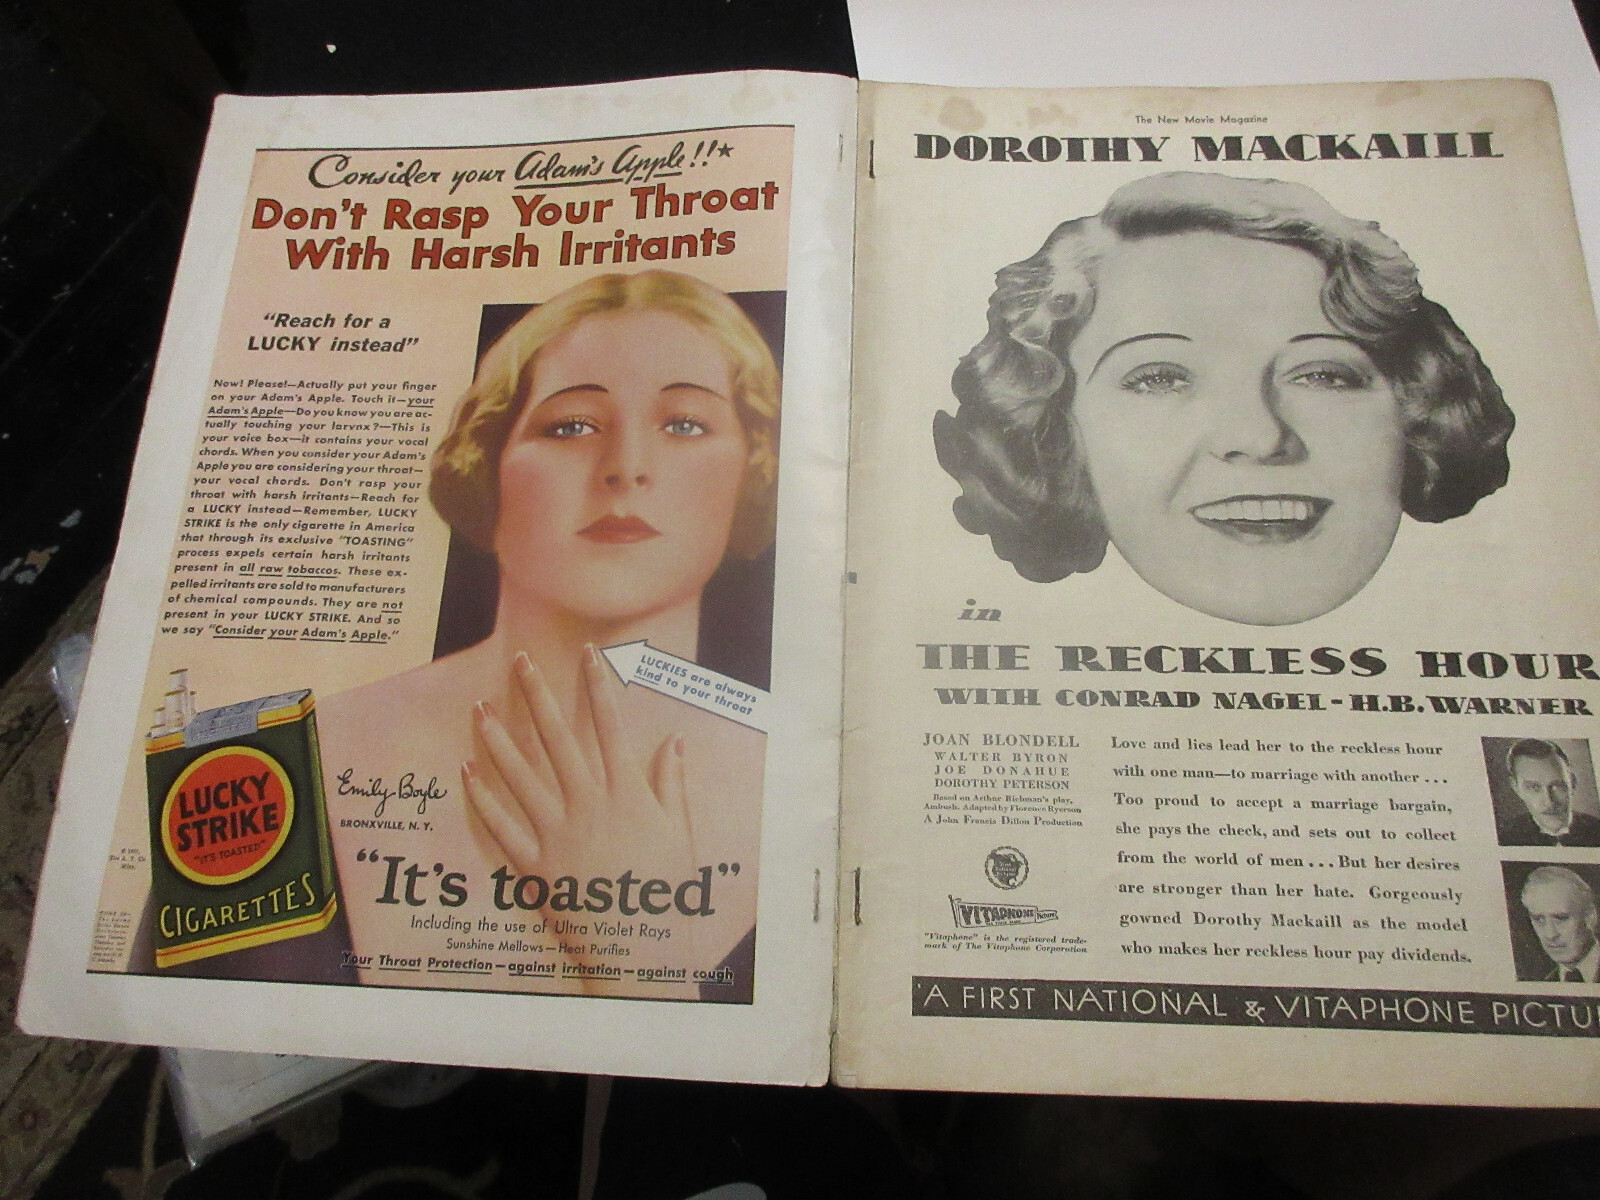 Consider your Adam's Apple!!*
Don't Rasp Your Throat
With Harsh Irritants
"Reach for a
LUCKY instead"
Now! Please!—Actually put your finger
on your Adam's Apple. Touch it—your
Adam's Apple—Do you know you are ac-
tually touching your larynx?—This is
your voice box—it contains your vocal
chords. When you consider your Adam's
Apple you are considering your throat—
your vocal chords. Don't rasp your
throat with harsh irritants—Reach for
a LUCKY instead—Remember, LUCKY
STRIKE is the only cigarette in America
that through its exclusive "TOASTING"
process expels certain harsh irritants
present in all raw tobaccos. These ex-
pelled irritants are sold to manufacturers
of chemical compounds. They are not
present in your LUCKY STRIKE. And so
we say "Consider your Adam's Apple."
LUCKIES are always
kind to your throat
LUCKY
STRIKE
"IT'S TOASTED"
CIGARETTES
Emily Boyle
BRONXVILLE, N. Y.
"It's toasted"
Including the use of Ultra Violet Rays
Sunshine Mellows—Heat Purifies
Your Throat Protection—against irritation—against cough
The New Movie Magazine
DOROTHY MACKAILL
in
THE RECKLESS HOUR
WITH CONRAD NAGEL-H.B. WARNER
JOAN BLONDELL
WALTER BYRON
JOE DONAHUE
DOROTHY PETERSON
Based on Arthur Richman's play,
Ambush. Adapted by Florence Ryerson
A John Francis Dillon Production
VITAPHONE
"Vitaphone" is the registered trade-
mark of The Vitaphone Corporation
Love and lies lead her to the reckless hour
with one man—to marriage with another...
Too proud to accept a marriage bargain,
she pays the check, and sets out to collect
from the world of men... But her desires
are stronger than her hate. Gorgeously
gowned Dorothy Mackaill as the model
who makes her reckless hour pay dividends.
'A FIRST NATIONAL & VITAPHONE PICTU